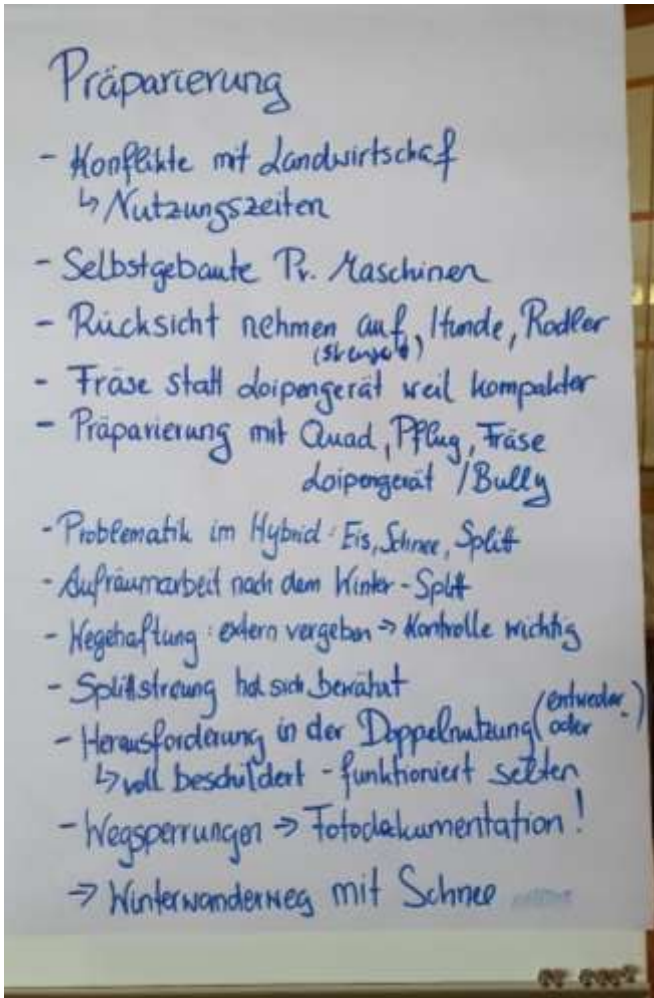 Präparierung
- Konflikte mit Landwirtschaf
↳ Nutzungszeiten
- Selbstgebaute Pr. Maschinen
- Rücksicht nehmen auf, Hunde, Rodler
- Fräse statt Loipengerät weil kompakter
- Präparierung mit Quad, Pflug, Fräse
Loipengerät / Bully
- Problematik im Hybrid: Eis, Schnee, Splitt
- Aufräumarbeit nach dem Winter - Splitt
- Wegehaftung: extern vergeben → Kontrolle wichtig
- Splittstreuung hat sich bewährt
- Herausforderung in der Doppelnutzung (entweder oder)
↳ voll beschildert - funktioniert selten
- Wegsperrungen → Fotodokumentation!
→ Winterwanderweg mit Schnee